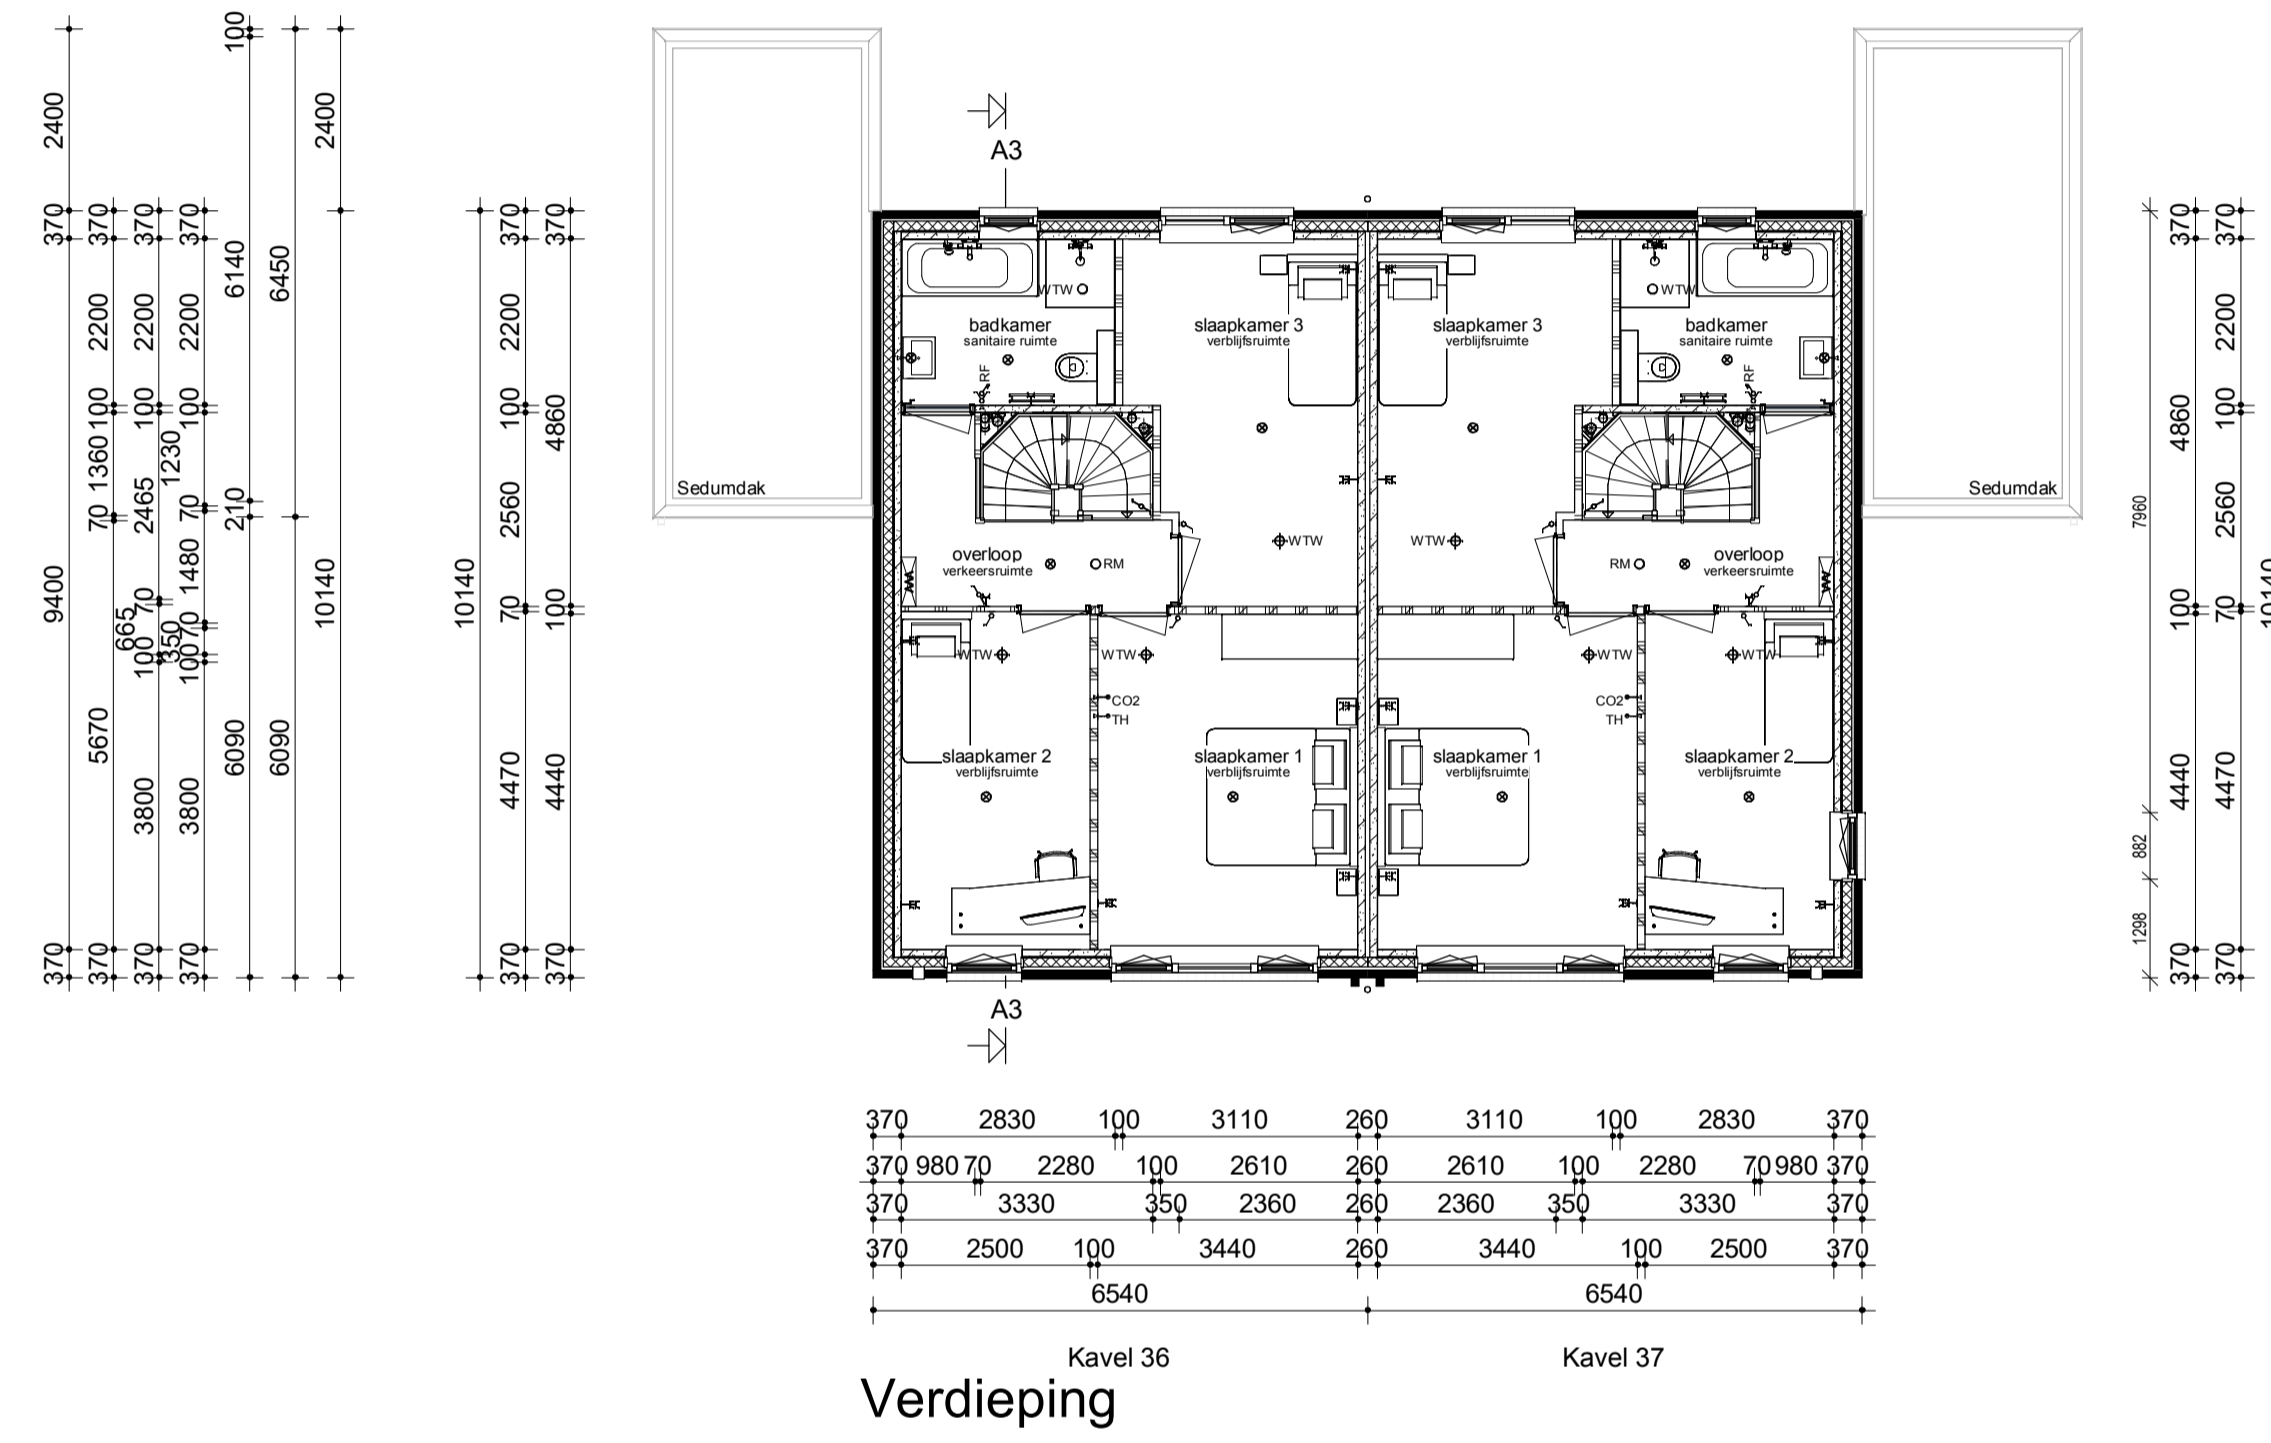 100
2400
2400
A3
370
370
370
370
370
370
370
370
6140
6450
2200
2200
2200
2200
2200
WTW
WTW
badkamer
sanitaire ruimte
slaapkamer 3
verblijfsruimte
slaapkamer 3
verblijfsruimte
badkamer
sanitaire ruimte
RF
RF
100
100
100
100
100
4860
4860
1360
1230
2465
2560
2560
Sedumdak
Sedumdak
70
70
210
7960
WTW
WTW
overloop
verkeersruimte
RM
RM
overloop
verkeersruimte
9400
1480
10140
10140
10140
665
70
350
70
100
100
70
100
100
70
WTW
WTW
WTW
WTW
CO2
TH
CO2
TH
5670
6090
6090
3800
3800
4470
4440
4440
4470
slaapkamer 2
verblijfsruimte
slaapkamer 1
verblijfsruimte
slaapkamer 1
verblijfsruimte
slaapkamer 2
verblijfsruimte
882
1298
370
370
370
370
370
370
370
370
A3
370 2830 100 3110 260 3110 100 2830 370
370 980 70 2280 100 2610 260 2610 100 2280 70 980 370
370 3330 350 2360 260 2360 350 3330 370
370 2500 100 3440 260 3440 100 2500 370
6540 6540
Kavel 36 Kavel 37
Verdieping